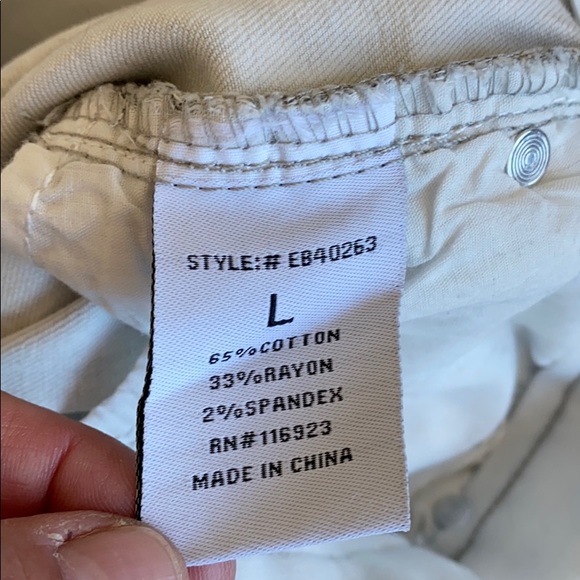 STYLE:# EB40263
L
65%COTTON
33%RAYON
2%SPANDEX
RN#116923
MADE IN CHINA